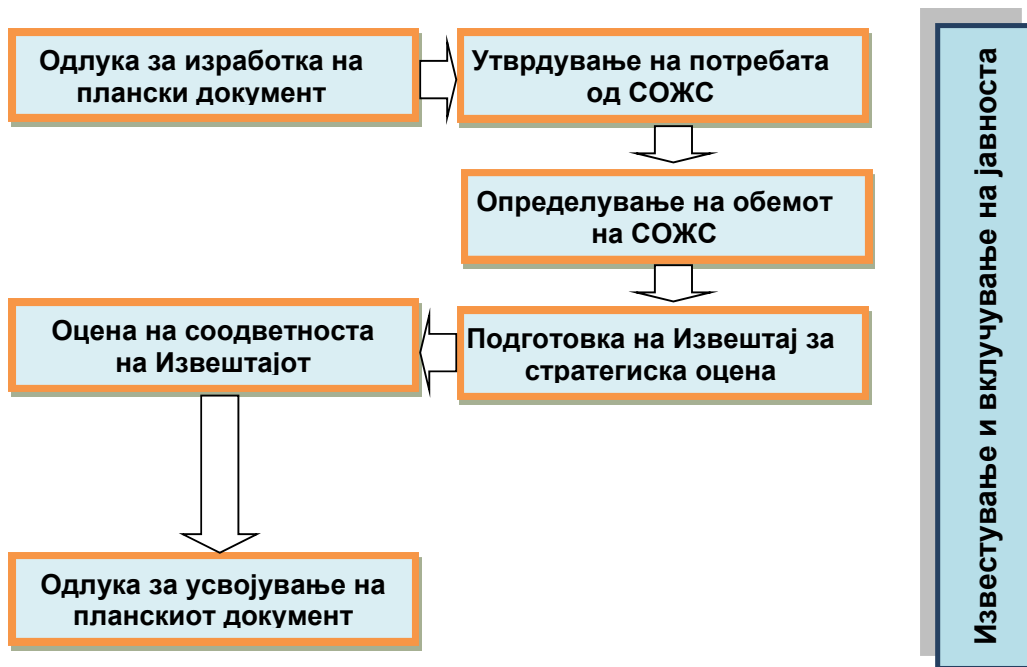 Одлука за изработка на
плански документ
Утврдување на потребата
од СОЖС
Определување на обемот
на СОЖС
Подготовка на Извештај за
стратегиска оцена
Оцена на соодветноста
на Извештајот
Одлука за усвојување на
планскиот документ
Известување и вклучување на јавноста